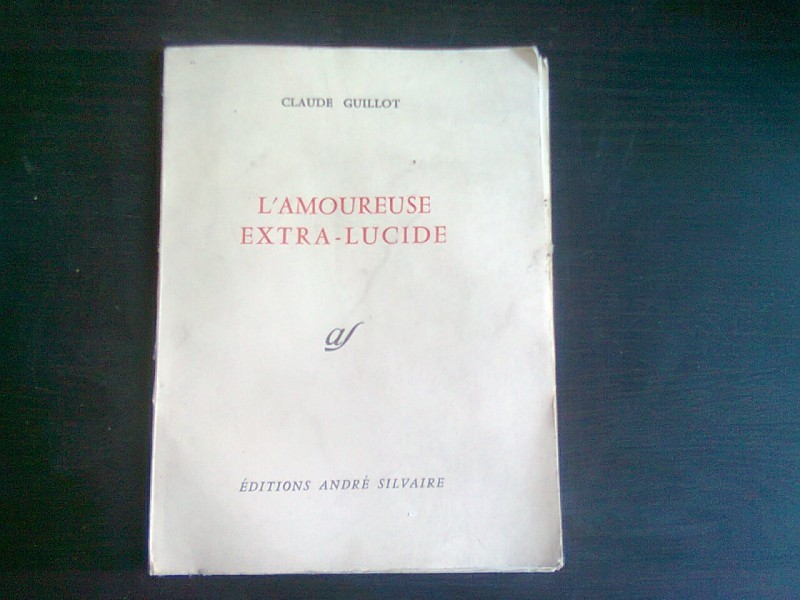 CLAUDE GUILLOT
L'AMOUREUSE
EXTRA-LUCIDE
as
ÉDITIONS ANDRÉ SILVAIRE